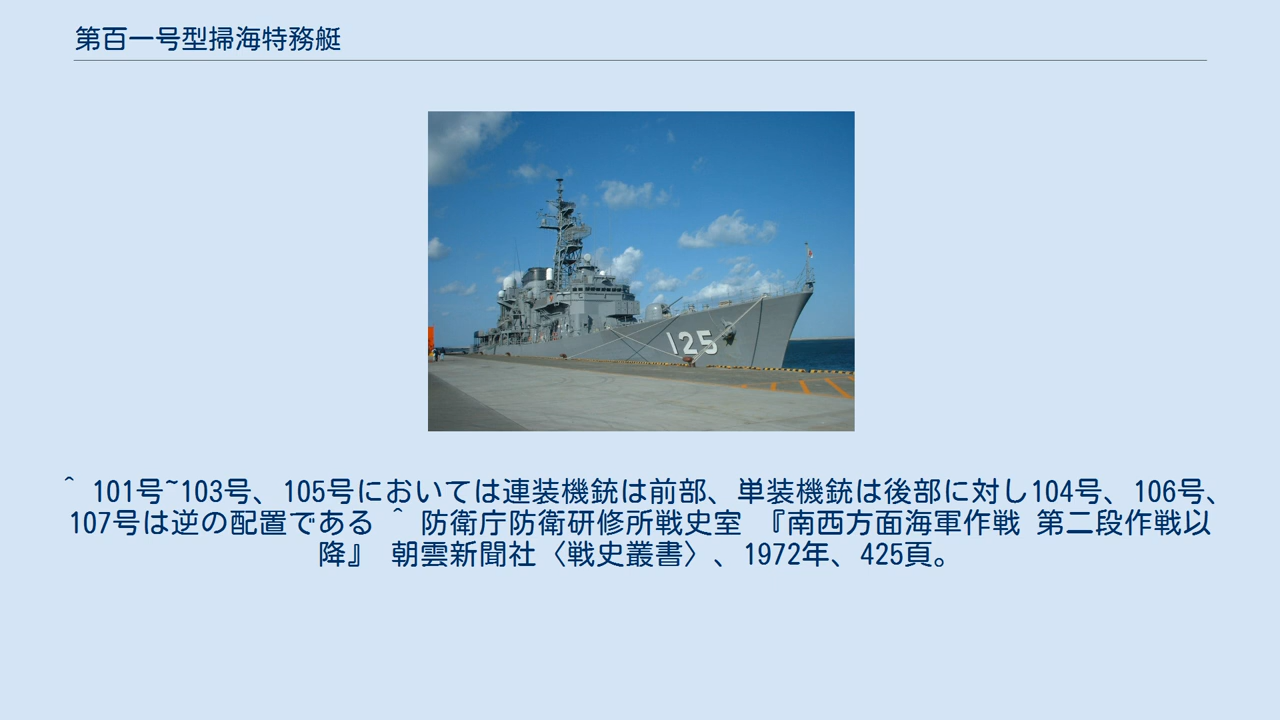 第百一号型掃海特務艇
125
^ 101号~103号、105号においては連装機銃は前部、単装機銃は後部に対し104号、106号、
107号は逆の配置である ^ 防衛庁防衛研修所戦史室 『南西方面海軍作戦 第二段作戦以
降』 朝雲新聞社〈戦史叢書〉、1972年、425頁。